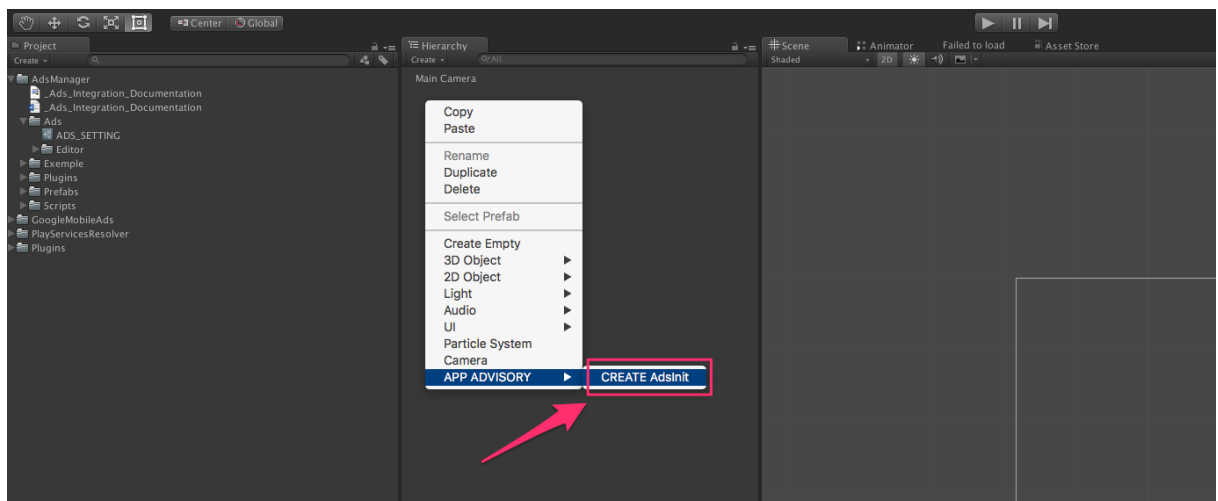 Center Global
Project
Create
AdsManager
_Ads_Integration_Documentation
_Ads_Integration_Documentation
Ads
ADS_SETTING
Editor
Exemple
Plugins
Prefabs
Scripts
GoogleMobileAds
PlayServicesResolver
Plugins
Hierarchy
Create All
Main Camera
Copy
Paste
Rename
Duplicate
Delete
Select Prefab
Create Empty
3D Object
2D Object
Light
Audio
UI
Particle System
Camera
APP ADVISORY
CREATE AdsInit
Scene Animator Failed to load Asset Store
Shaded 2D